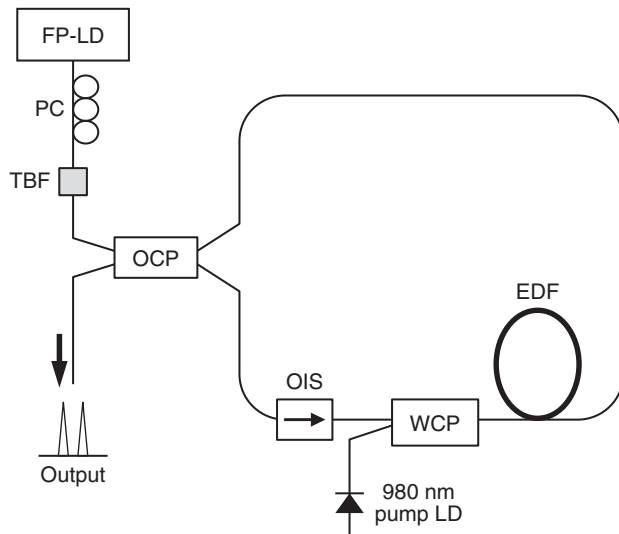 FP-LD
PC
TBF
OCP
EDF
OIS
WCP
Output
980 nm
pump LD